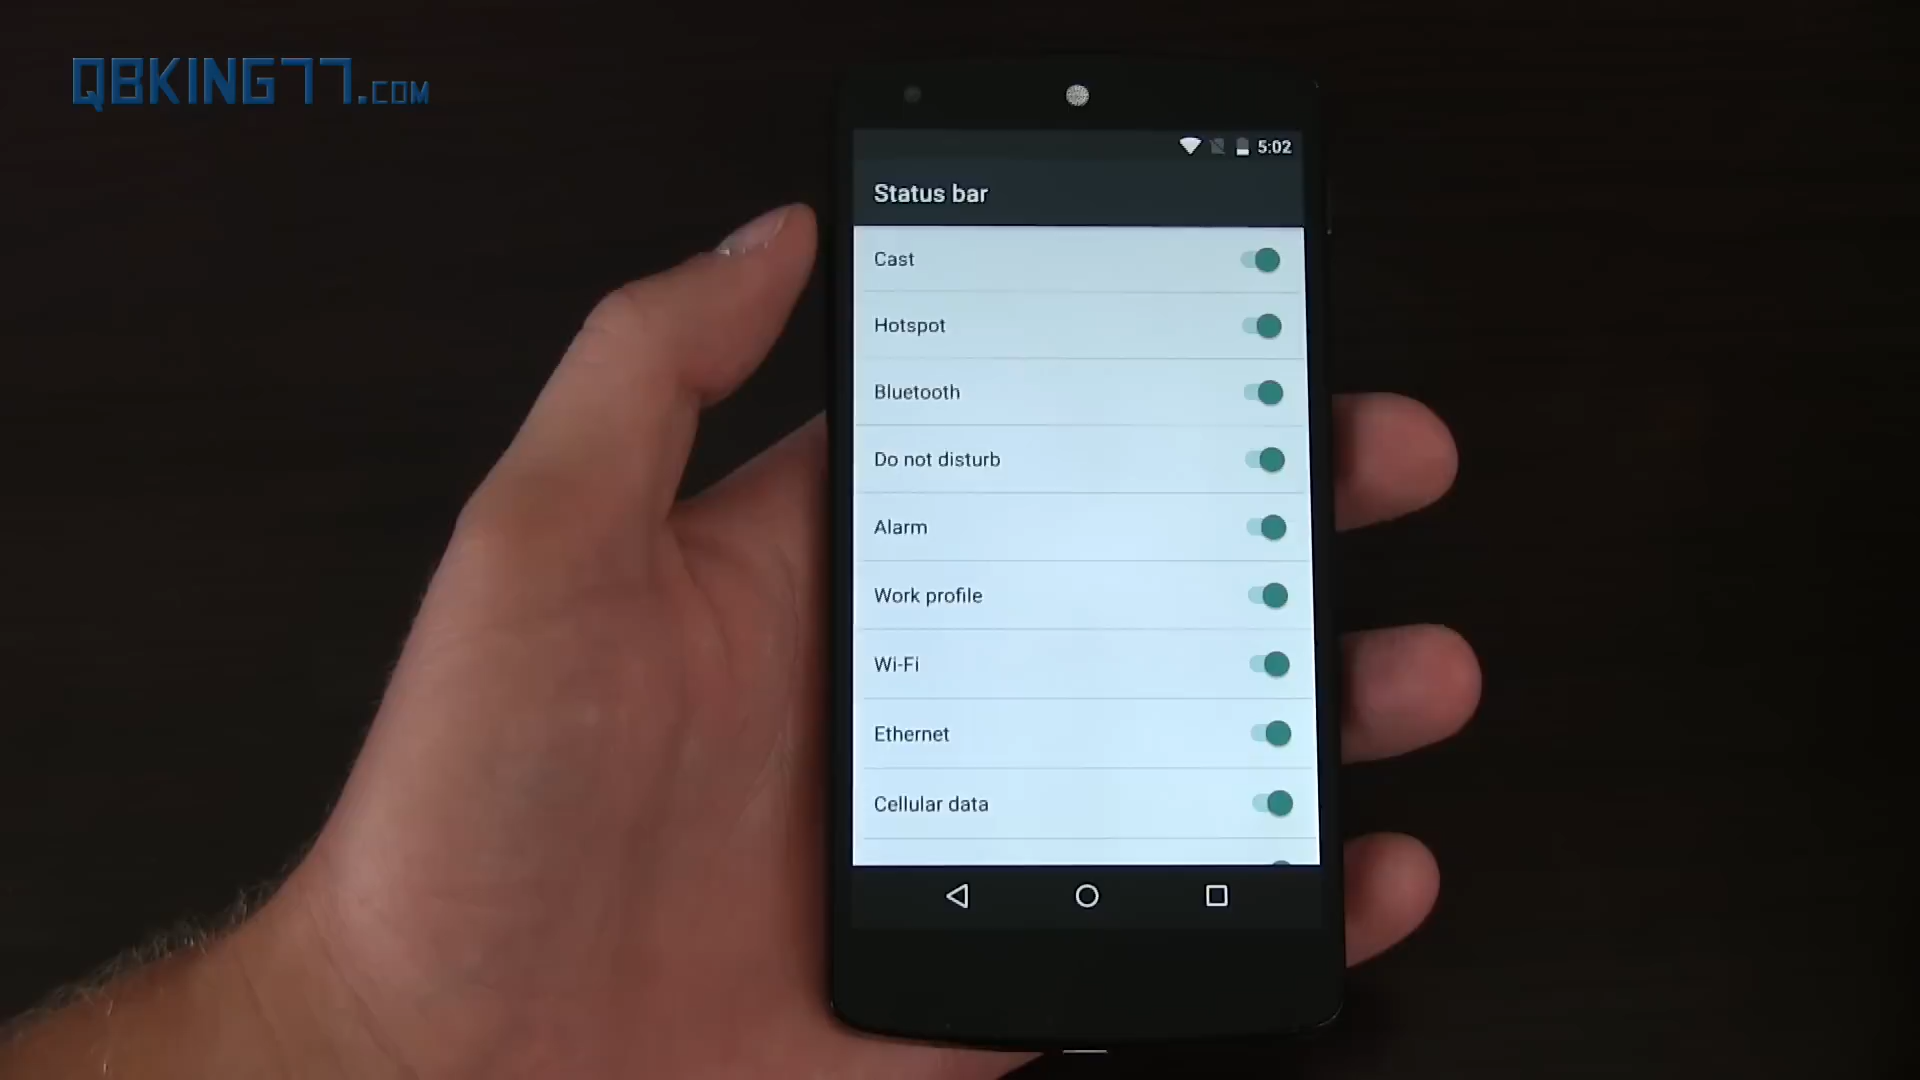 QBKING77.COM
5:02
Status bar
Cast
Hotspot
Bluetooth
Do not disturb
Alarm
Work profile
Wi-Fi
Ethernet
Cellular data